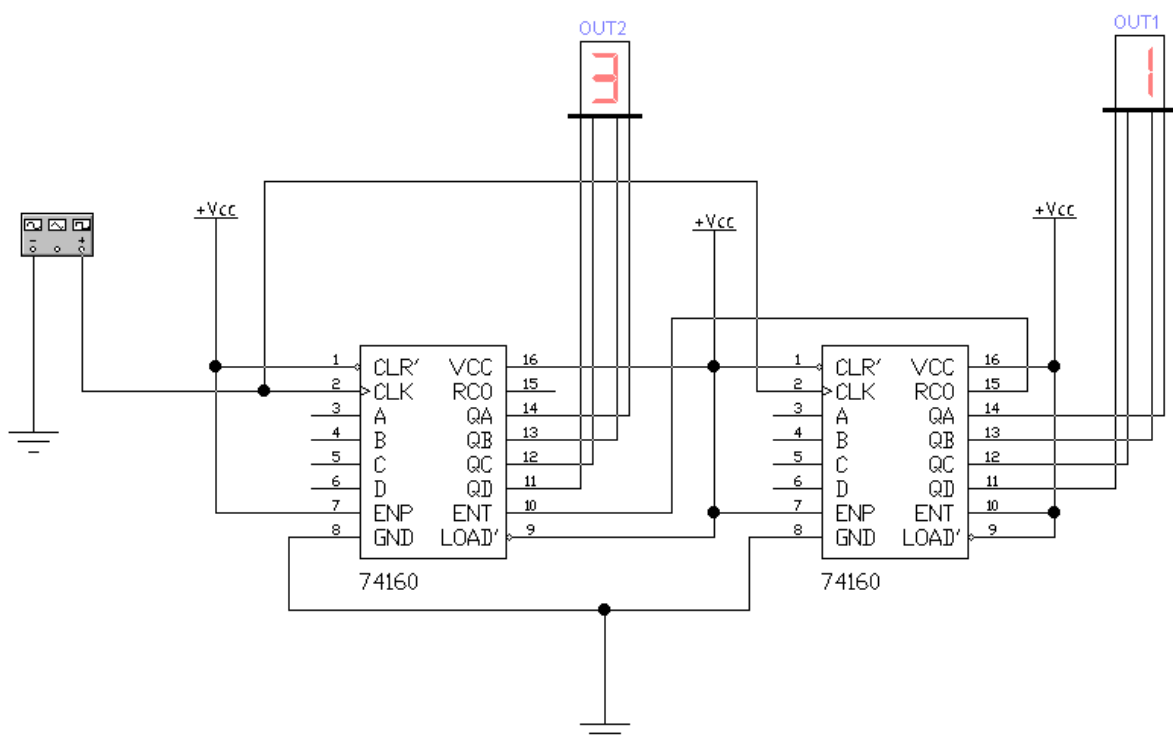 OUT2
OUT1
3
1
+Vcc
+Vcc
+Vcc
- +
1 CLR' VCC 16
2 CLK RCO 15
3 A QA 14
4 B QB 13
5 C QC 12
6 D QD 11
7 ENP ENT 10
8 GND LOAD' 9
74160
1 CLR' VCC 16
2 CLK RCO 15
3 A QA 14
4 B QB 13
5 C QC 12
6 D QD 11
7 ENP ENT 10
8 GND LOAD' 9
74160